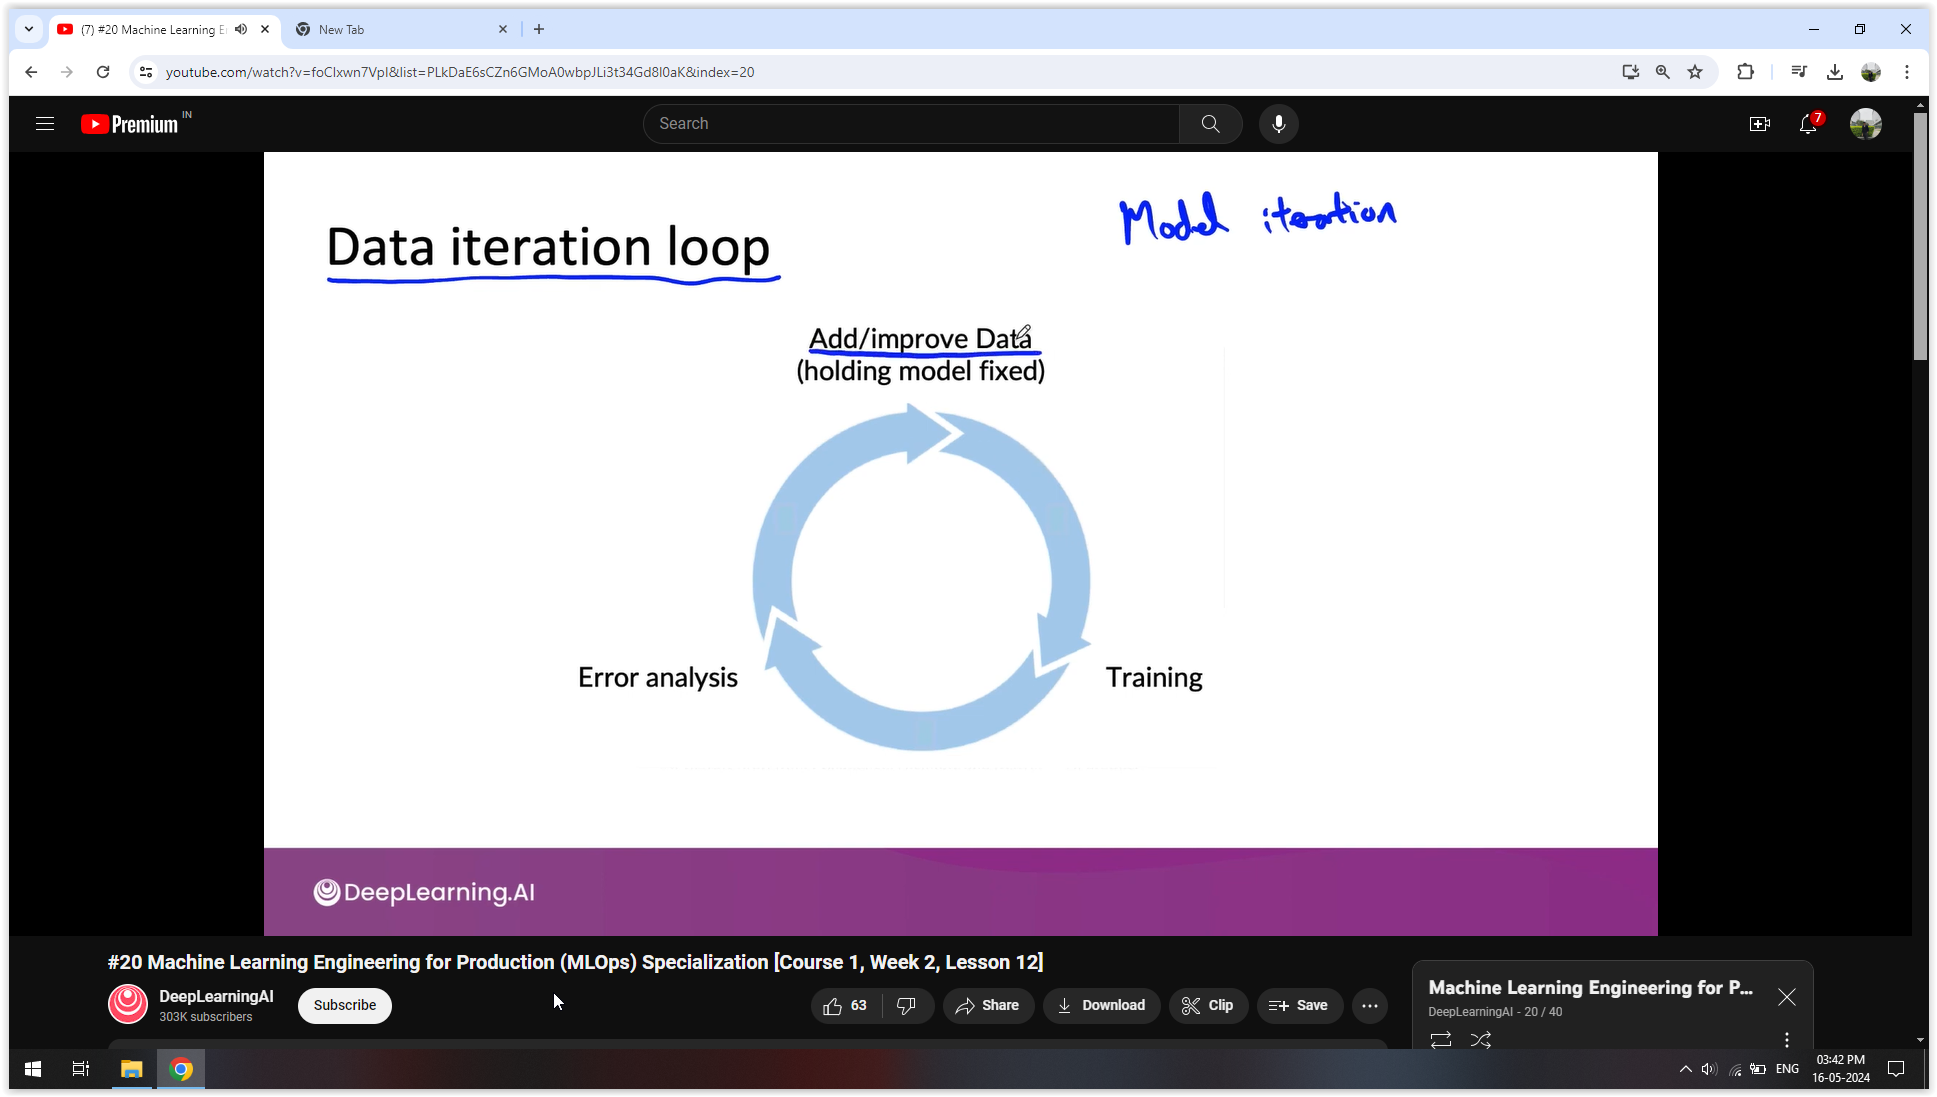 (7) #20 Machine Learning E
New Tab
youtube.com/watch?v=foCIxwn7VpI&list=PLkDaE6sCZn6GMoA0wbpJLi3t34Gd8l0aK&index=20
Premium IN
Search
7
Model iteration
Data iteration loop
Add/improve Data
(holding model fixed)
Error analysis
Training
DeepLearning.AI
#20 Machine Learning Engineering for Production (MLOps) Specialization [Course 1, Week 2, Lesson 12]
DeepLearningAI
303K subscribers
Subscribe
63
Share
Download
Clip
Save
Machine Learning Engineering for P...
DeepLearningAI - 20 / 40
ENG
03:42 PM
16-05-2024